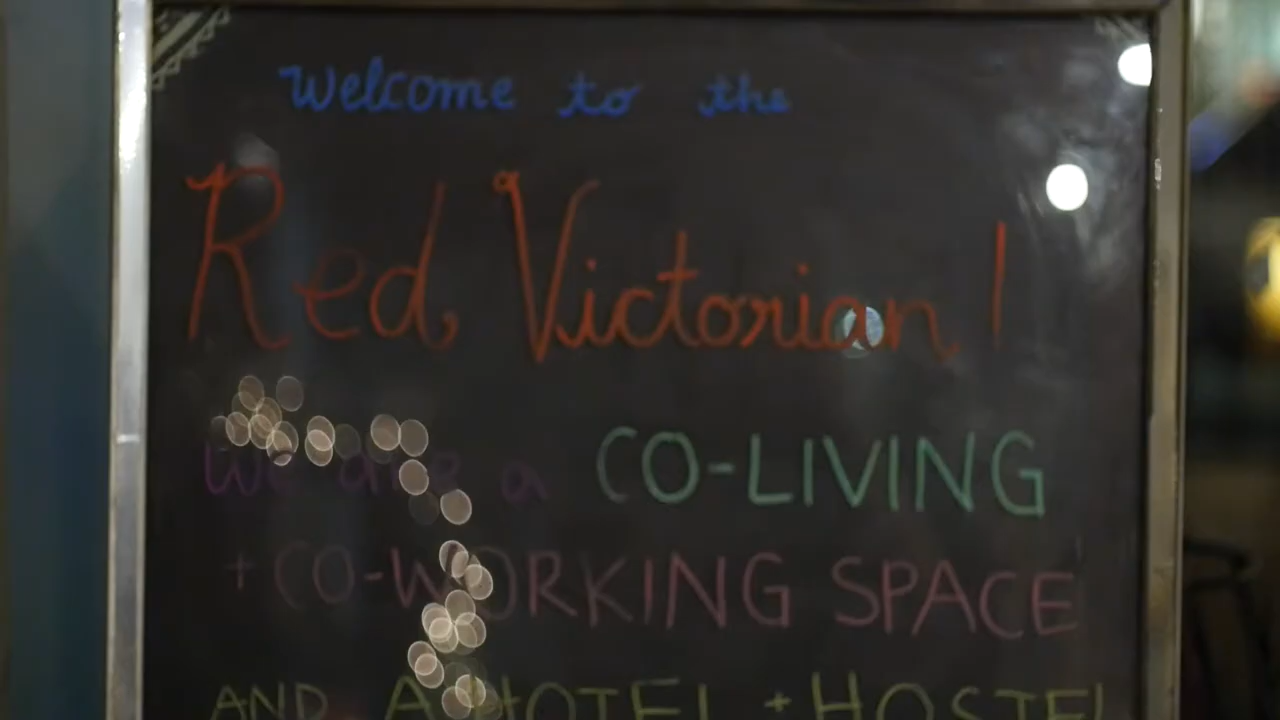 Welcome to the
Red Victorian!
We are a CO-LIVING
+ CO-WORKING SPACE
AND A HOTEL + HOSTEL